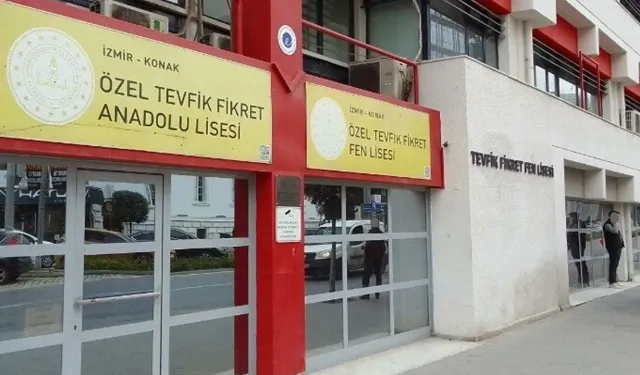 İZMİR - KONAK
ÖZEL TEVFİK FİKRET
ANADOLU LİSESİ
İZMİR- KONAK
ÖZEL TEVFİK FİKRET
FEN LİSESİ
TEVFİK FİKRET FEN LİSESİ